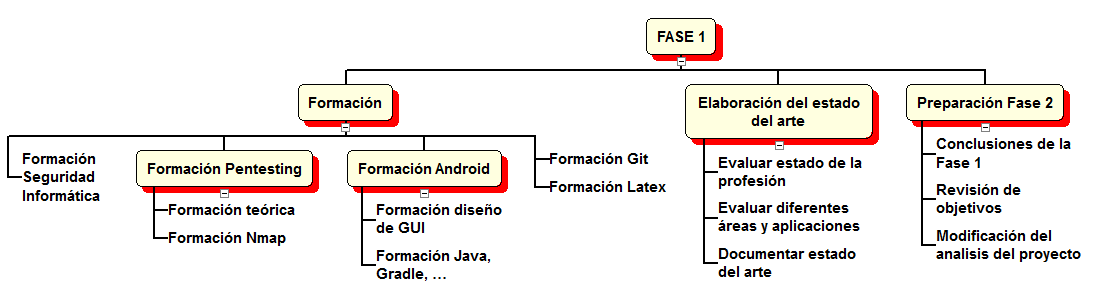 FASE 1
Formación
Elaboración del estado
del arte
Preparación Fase 2
Formación
Seguridad
Informática
Formación Pentesting
Formación teórica
Formación Nmap
Formación Android
Formación diseño
de GUI
Formación Java,
Gradle, ...
Formación Git
Formación Latex
Evaluar estado de la
profesión
Evaluar diferentes
áreas y aplicaciones
Documentar estado
del arte
Conclusiones de la
Fase 1
Revisión de
objetivos
Modificación del
analisis del proyecto